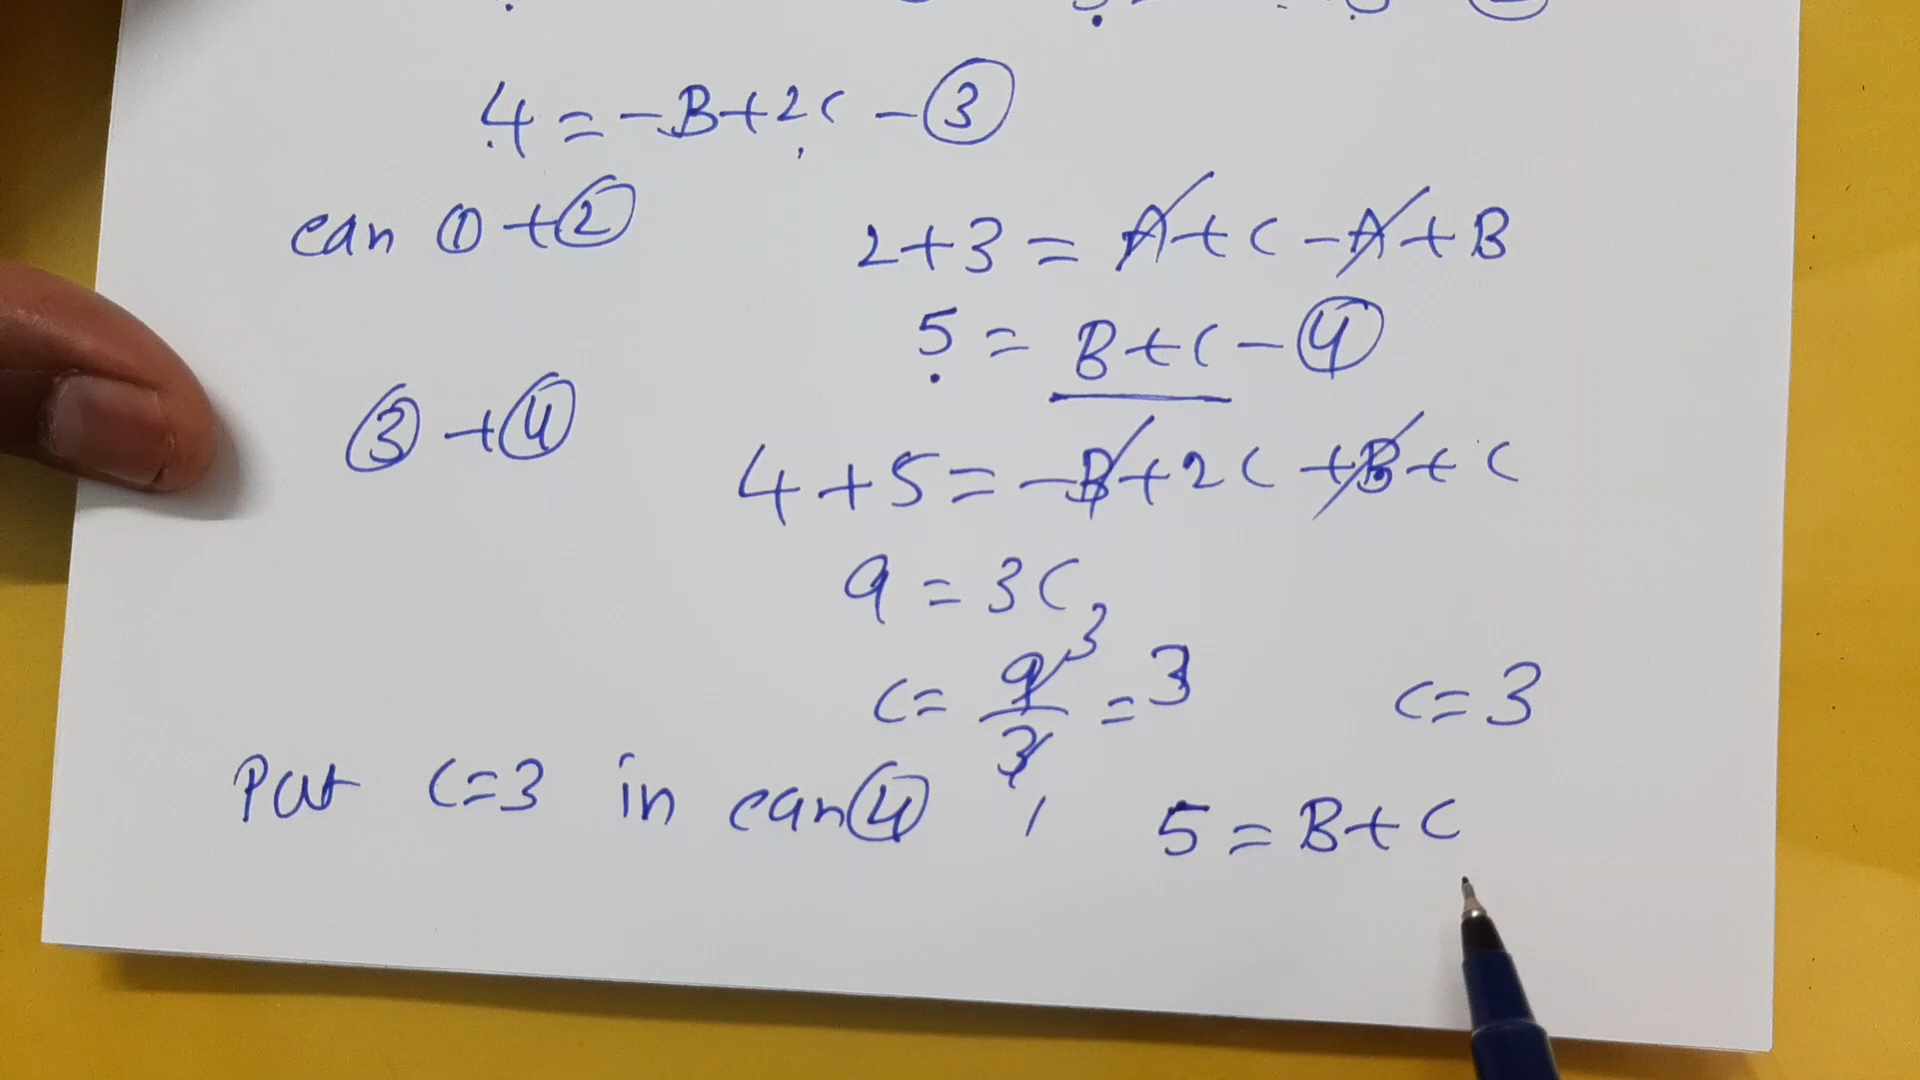 4 = -B+2C - ③
eqn ①+②
2+3 = A+C-A+B
5 = B+C - ④
③+④
4+5 = -B+2C+B+C
9 = 3C
C = 9/3 3 = 3
C = 3
Put C=3 in eqn ④, 5 = B+C